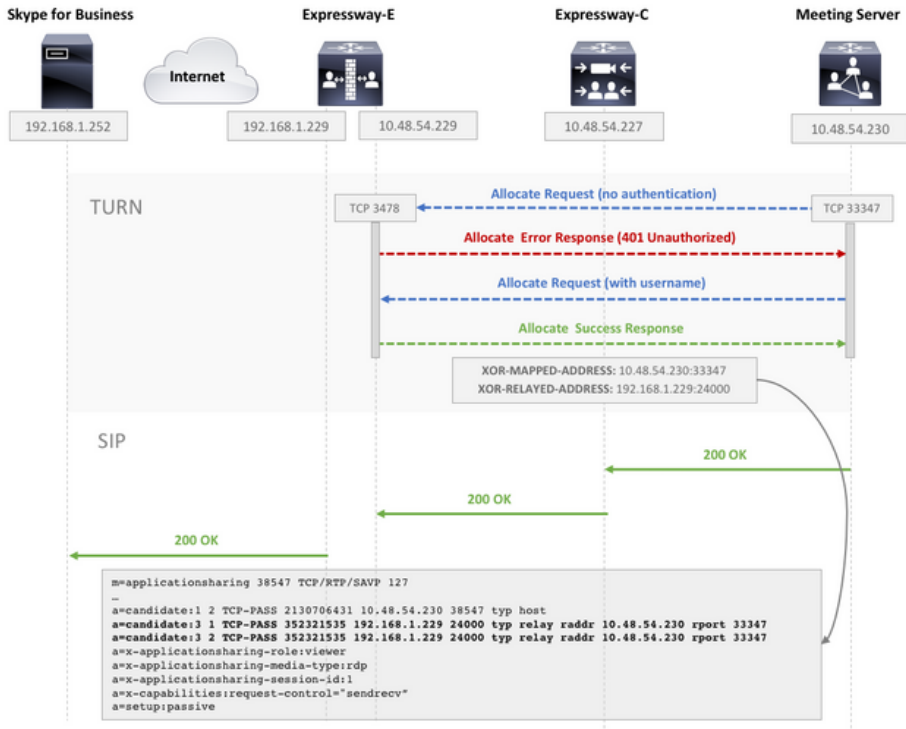 Skype for Business
Expressway-E
Expressway-C
Meeting Server
Internet
192.168.1.252
192.168.1.229
10.48.54.229
10.48.54.227
10.48.54.230
TURN
TCP 3478
Allocate Request (no authentication)
TCP 33347
Allocate Error Response (401 Unauthorized)
Allocate Request (with username)
Allocate Success Response
XOR-MAPPED-ADDRESS: 10.48.54.230:33347
XOR-RELAYED-ADDRESS: 192.168.1.229:24000
SIP
200 OK
200 OK
200 OK
m=applicationsharing 38547 TCP/RTP/SAVP 127
…
a=candidate:1 2 TCP-PASS 2130706431 10.48.54.230 38547 typ host
a=candidate:3 1 TCP-PASS 352321535 192.168.1.229 24000 typ relay raddr 10.48.54.230 rport 33347
a=candidate:3 2 TCP-PASS 352321535 192.168.1.229 24000 typ relay raddr 10.48.54.230 rport 33347
a=x-applicationsharing-role:viewer
a=x-applicationsharing-media-type:rdp
a=x-applicationsharing-session-id:1
a=x-capabilities:request-control="sendrecv"
a=setup:passive